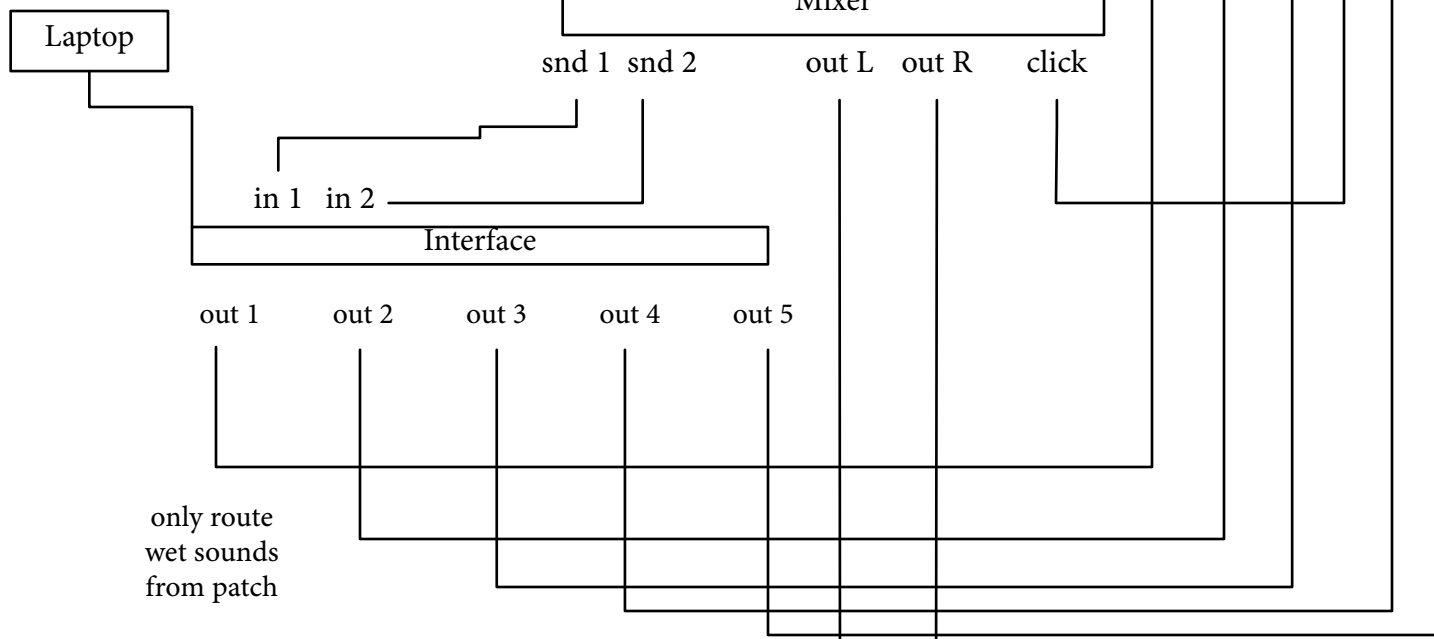 Mixer
Laptop
snd 1 snd 2 out L out R click
in 1 in 2
Interface
out 1 out 2 out 3 out 4 out 5
only route
wet sounds
from patch